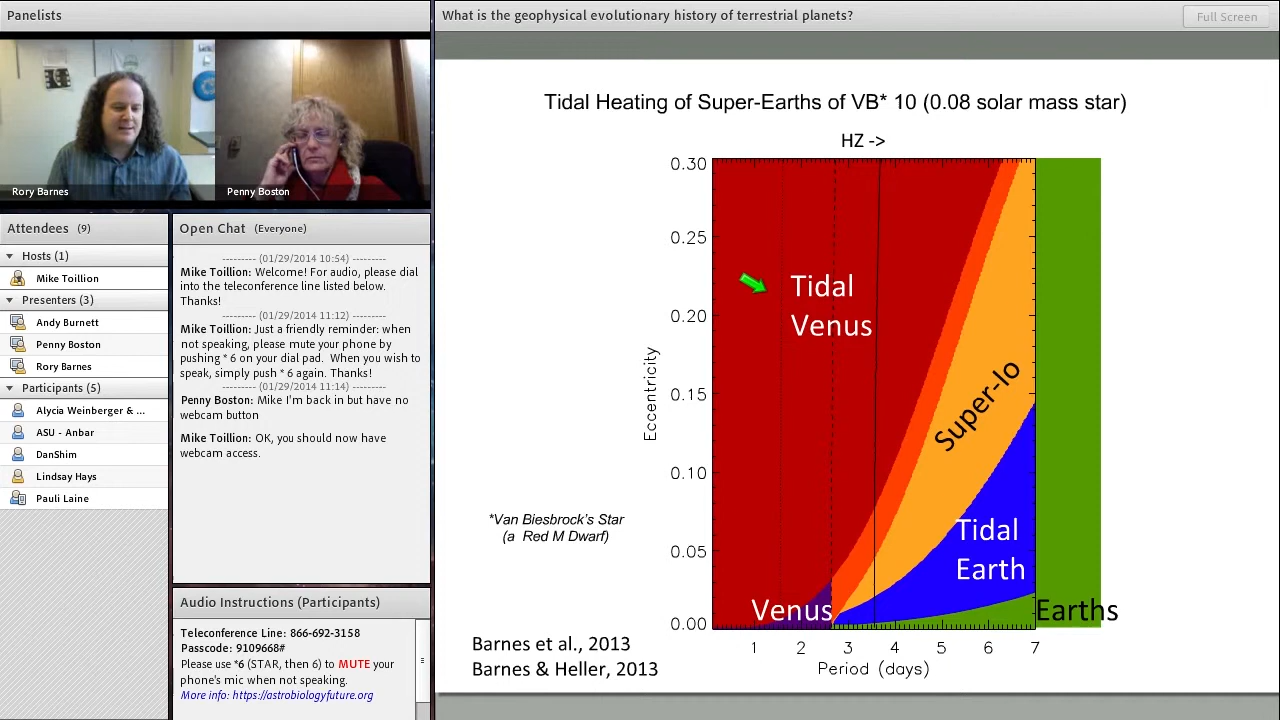 Panelists
Rory Barnes
Penny Boston
Attendees (9)
Hosts (1)
Mike Toillion
Presenters (3)
Andy Burnett
Penny Boston
Rory Barnes
Participants (5)
Alycia Weinberger & ...
ASU - Anbar
DanShim
Lindsay Hays
Pauli Laine
Open Chat (Everyone)
--------- (01/29/2014 10:54) ---------
Mike Toillion: Welcome! For audio, please dial
into the teleconference line listed below.
Thanks!
--------- (01/29/2014 11:12) ---------
Mike Toillion: Just a friendly reminder: when
not speaking, please mute your phone by
pushing * 6 on your dial pad. When you wish to
speak, simply push * 6 again. Thanks!
--------- (01/29/2014 11:14) ---------
Penny Boston: Mike I'm back in but have no
webcam button
Mike Toillion: OK, you should now have
webcam access.
Audio Instructions (Participants)
Teleconference Line: 866-692-3158
Passcode: 9109668#
Please use *6 (STAR, then 6) to MUTE your
phone's mic when not speaking.
More info: https://astrobiologyfuture.org
What is the geophysical evolutionary history of terrestrial planets?
Full Screen
Tidal Heating of Super-Earths of VB* 10 (0.08 solar mass star)
HZ ->
0.30
0.25
0.20
0.15
0.10
0.05
0.00
Eccentricity
Tidal
Venus
Super-Io
Tidal
Earth
Venus
Earths
*Van Biesbrock's Star
(a Red M Dwarf)
1 2 3 4 5 6 7
Period (days)
Barnes et al., 2013
Barnes & Heller, 2013